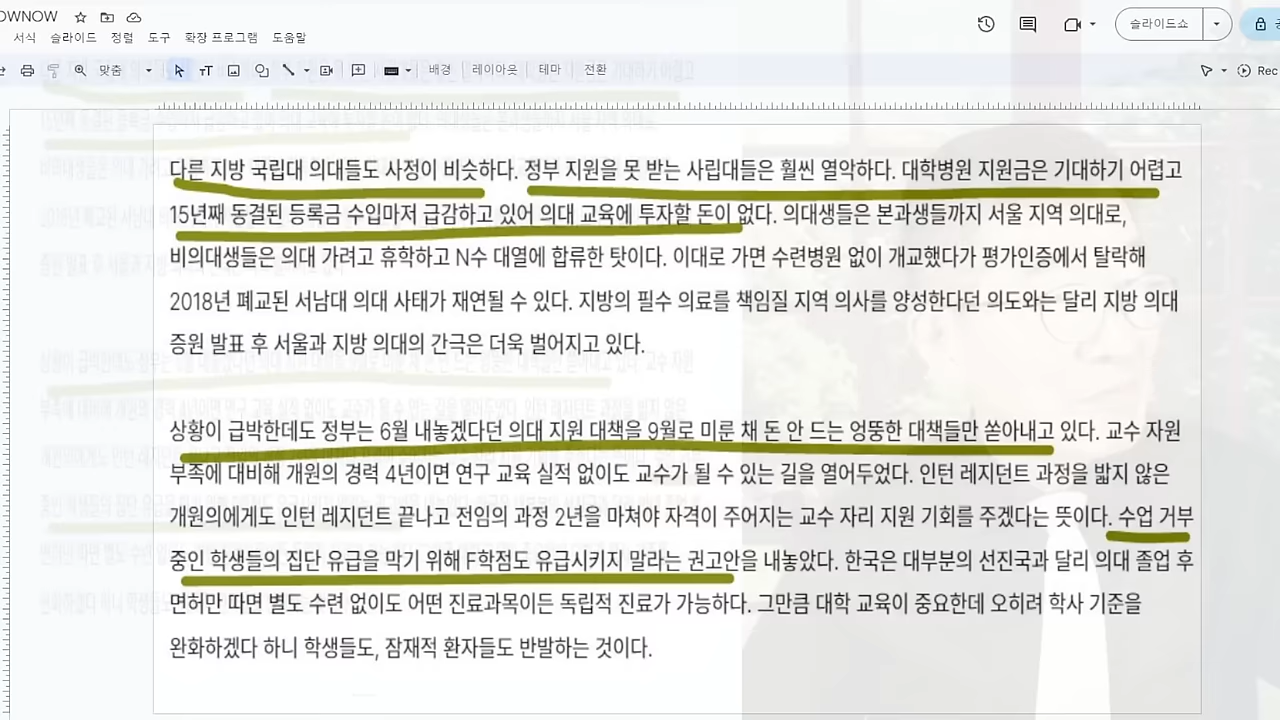 OWNOW
서식 슬라이드 정렬 도구 확장 프로그램 도움말
슬라이드쇼
맞춤 배경 레이아웃 테마 전환 Rec
다른 지방 국립대 의대들도 사정이 비슷하다. 정부 지원을 못 받는 사립대들은 훨씬 열악하다. 대학병원 지원금은 기대하기 어렵고
15년째 동결된 등록금 수입마저 급감하고 있어 의대 교육에 투자할 돈이 없다. 의대생들은 본과생들까지 서울 지역 의대로,
비의대생들은 의대 가려고 휴학하고 N수 대열에 합류한 탓이다. 이대로 가면 수련병원 없이 개교했다가 평가인증에서 탈락해
2018년 폐교된 서남대 의대 사태가 재연될 수 있다. 지방의 필수 의료를 책임질 지역 의사를 양성한다던 의도와는 달리 지방 의대
증원 발표 후 서울과 지방 의대의 간극은 더욱 벌어지고 있다.
상황이 급박한데도 정부는 6월 내놓겠다던 의대 지원 대책을 9월로 미룬 채 돈 안 드는 엉뚱한 대책들만 쏟아내고 있다. 교수 자원
부족에 대비해 개원의 경력 4년이면 연구 교육 실적 없이도 교수가 될 수 있는 길을 열어두었다. 인턴 레지던트 과정을 밟지 않은
개원의에게도 인턴 레지던트 끝나고 전임의 과정 2년을 마쳐야 자격이 주어지는 교수 자리 지원 기회를 주겠다는 뜻이다. 수업 거부
중인 학생들의 집단 유급을 막기 위해 F학점도 유급시키지 말라는 권고안을 내놓았다. 한국은 대부분의 선진국과 달리 의대 졸업 후
면허만 따면 별도 수련 없이도 어떤 진료과목이든 독립적 진료가 가능하다. 그만큼 대학 교육이 중요한데 오히려 학사 기준을
완화하겠다 하니 학생들도, 잠재적 환자들도 반발하는 것이다.